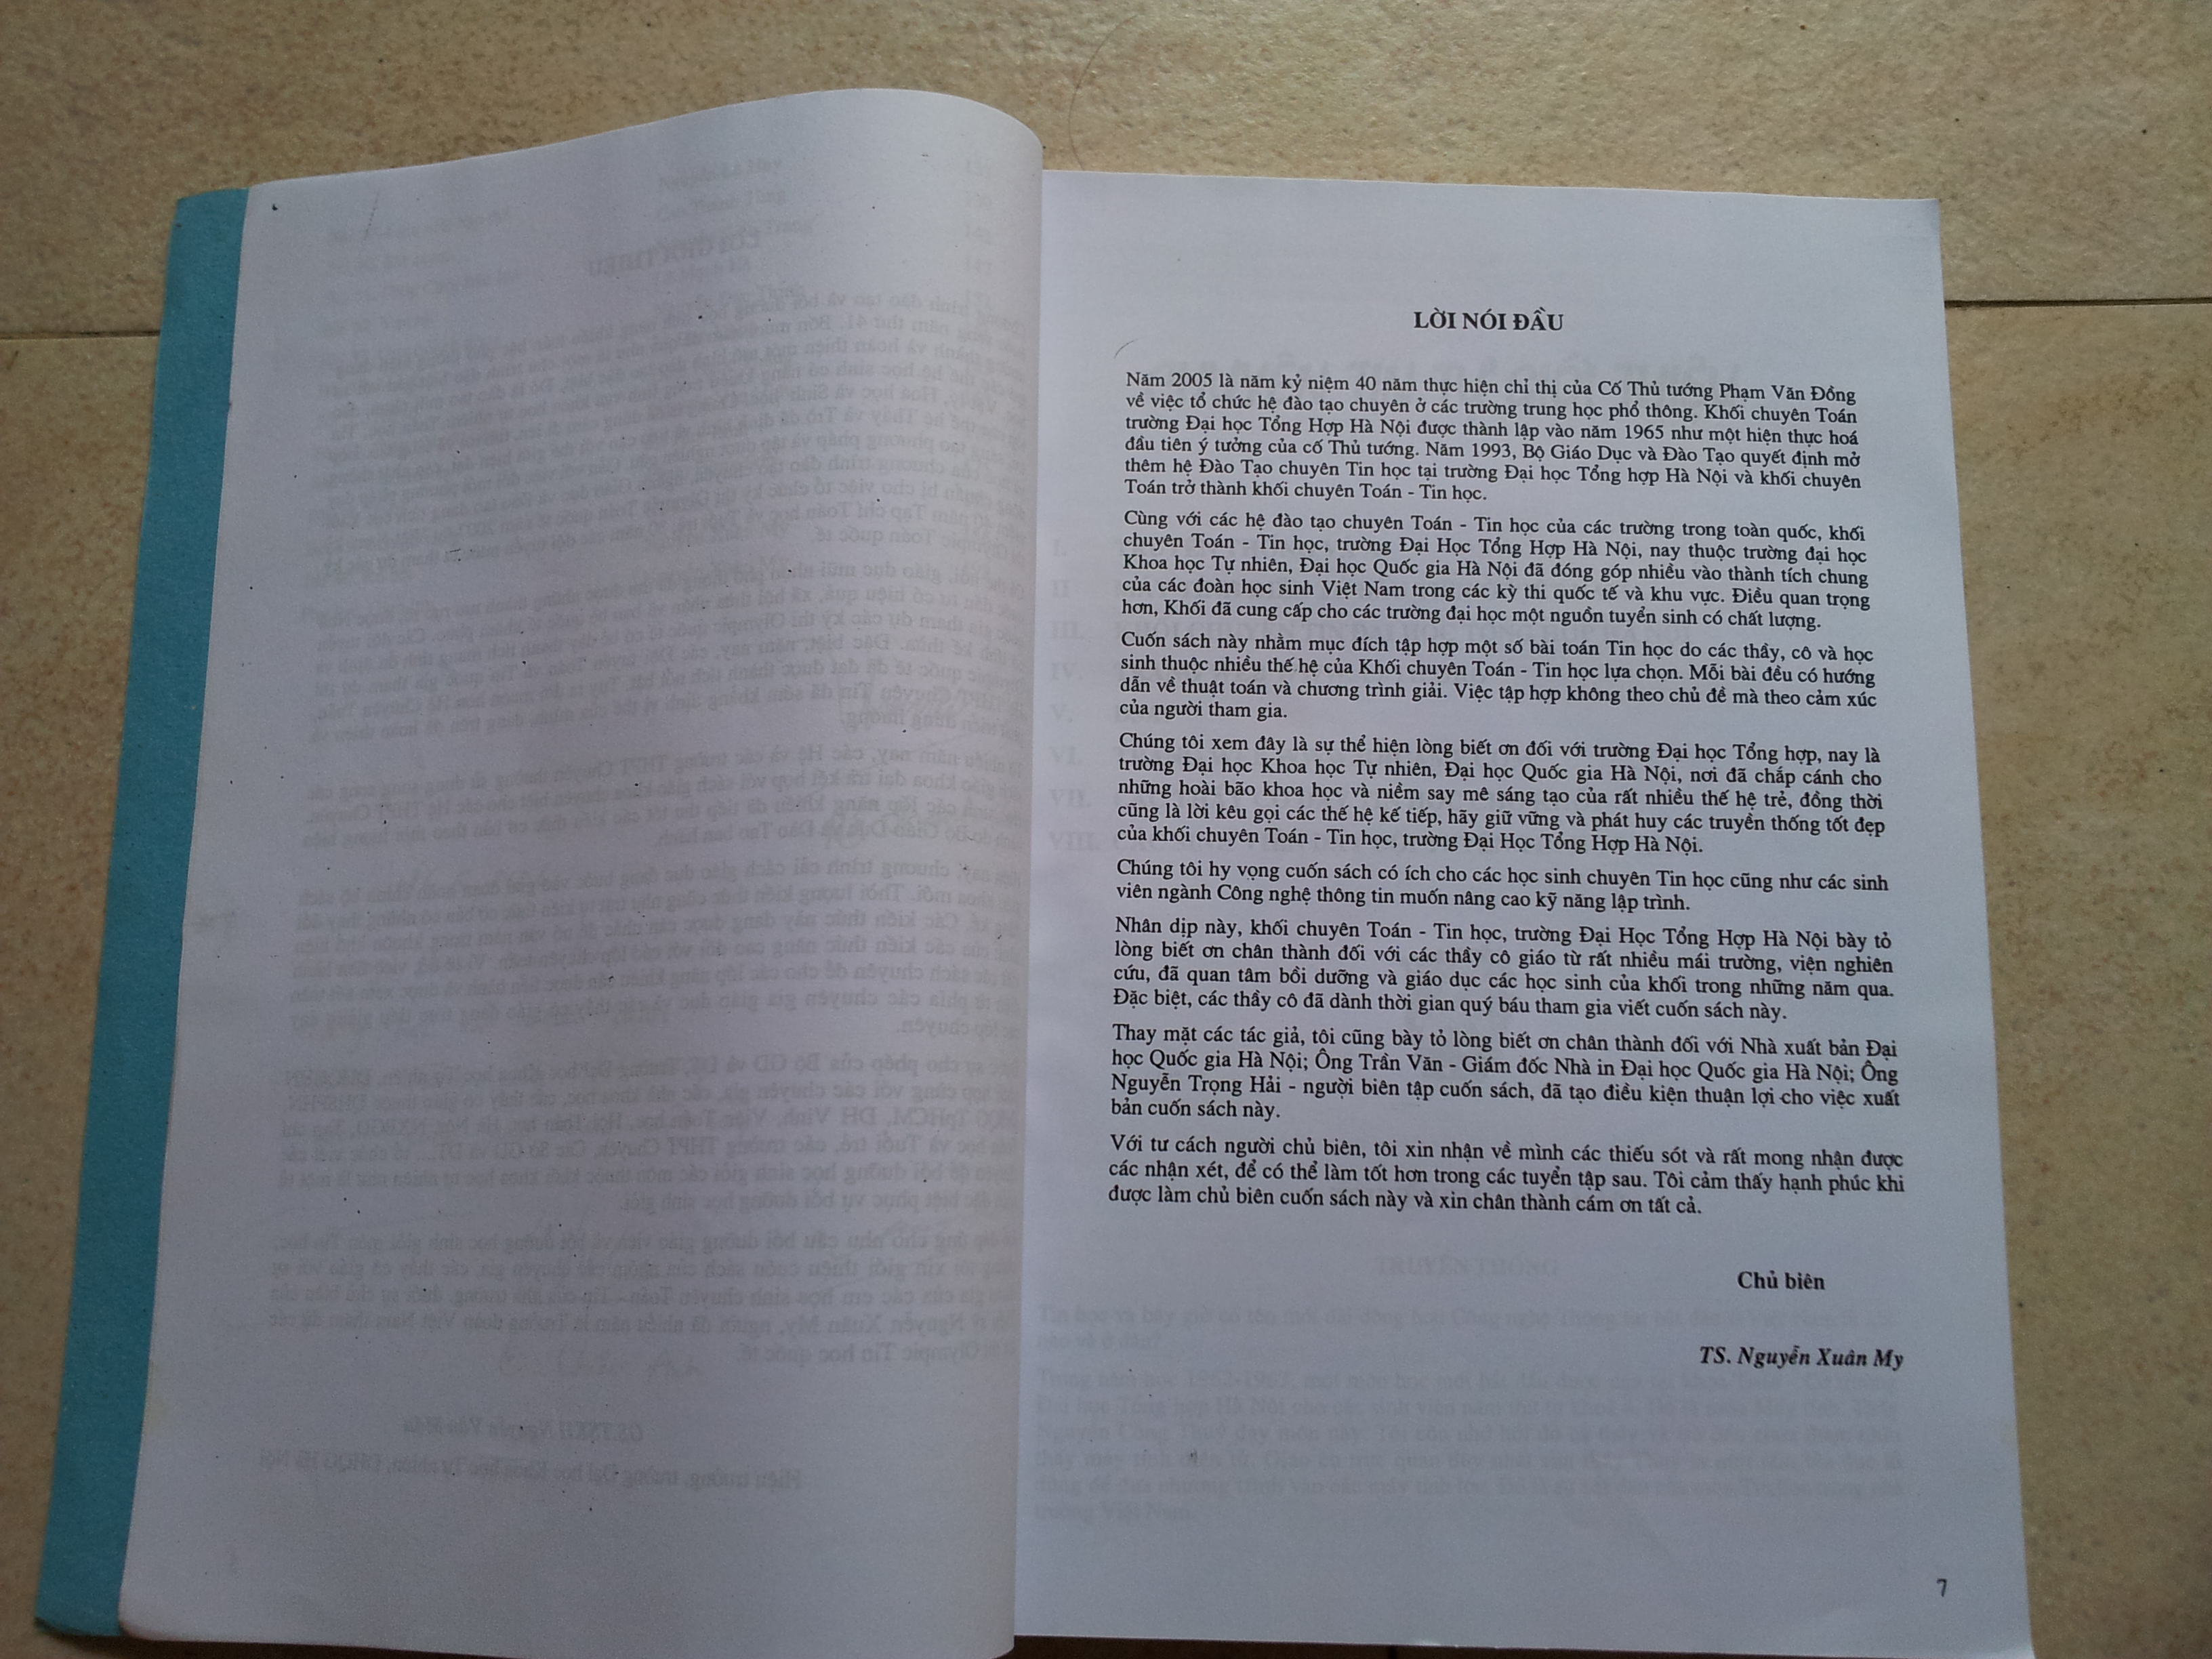 LỜI NÓI ĐẦU
Năm 2005 là năm kỷ niệm 40 năm thực hiện chỉ thị của Cố Thủ tướng Phạm Văn Đồng
về việc tổ chức hệ đào tạo chuyên ở các trường trung học phổ thông. Khối chuyên Toán
trường Đại học Tổng Hợp Hà Nội được thành lập vào năm 1965 như một hiện thực hoá
đầu tiên ý tưởng của cố Thủ tướng. Năm 1993, Bộ Giáo Dục và Đào Tạo quyết định mở
thêm hệ Đào Tạo chuyên Tin học tại trường Đại học Tổng hợp Hà Nội và khối chuyên
Toán trở thành khối chuyên Toán - Tin học.
Cùng với các hệ đào tạo chuyên Toán - Tin học của các trường trong toàn quốc, khối
chuyên Toán - Tin học, trường Đại Học Tổng Hợp Hà Nội, nay thuộc trường đại học
Khoa học Tự nhiên, Đại học Quốc gia Hà Nội đã đóng góp nhiều vào thành tích chung
của các đoàn học sinh Việt Nam trong các kỳ thi quốc tế và khu vực. Điều quan trọng
hơn, Khối đã cung cấp cho các trường đại học một nguồn tuyển sinh có chất lượng.
Cuốn sách này nhằm mục đích tập hợp một số bài toán Tin học do các thầy, cô và học
sinh thuộc nhiều thế hệ của Khối chuyên Toán - Tin học lựa chọn. Mỗi bài đều có hướng
dẫn về thuật toán và chương trình giải. Việc tập hợp không theo chủ đề mà theo cảm xúc
của người tham gia.
Chúng tôi xem đây là sự thể hiện lòng biết ơn đối với trường Đại học Tổng hợp, nay là
trường Đại học Khoa học Tự nhiên, Đại học Quốc gia Hà Nội, nơi đã chắp cánh cho
những hoài bão khoa học và niềm say mê sáng tạo của rất nhiều thế hệ trẻ, đồng thời
cũng là lời kêu gọi các thế hệ kế tiếp, hãy giữ vững và phát huy các truyền thống tốt đẹp
của khối chuyên Toán - Tin học, trường Đại Học Tổng Hợp Hà Nội.
Chúng tôi hy vọng cuốn sách có ích cho các học sinh chuyên Tin học cũng như các sinh
viên ngành Công nghệ thông tin muốn nâng cao kỹ năng lập trình.
Nhân dịp này, khối chuyên Toán - Tin học, trường Đại Học Tổng Hợp Hà Nội bày tỏ
lòng biết ơn chân thành đối với các thầy cô giáo từ rất nhiều mái trường, viện nghiên
cứu, đã quan tâm bồi dưỡng và giáo dục các học sinh của khối trong những năm qua.
Đặc biệt, các thầy cô đã dành thời gian quý báu tham gia viết cuốn sách này.
Thay mặt các tác giả, tôi cũng bày tỏ lòng biết ơn chân thành đối với Nhà xuất bản Đại
học Quốc gia Hà Nội; Ông Trần Văn - Giám đốc Nhà in Đại học Quốc gia Hà Nội; Ông
Nguyễn Trọng Hải - người biên tập cuốn sách, đã tạo điều kiện thuận lợi cho việc xuất
bản cuốn sách này.
Với tư cách người chủ biên, tôi xin nhận về mình các thiếu sót và rất mong nhận được
các nhận xét, để có thể làm tốt hơn trong các tuyển tập sau. Tôi cảm thấy hạnh phúc khi
được làm chủ biên cuốn sách này và xin chân thành cám ơn tất cả.
Chủ biên
TS. Nguyễn Xuân My
7